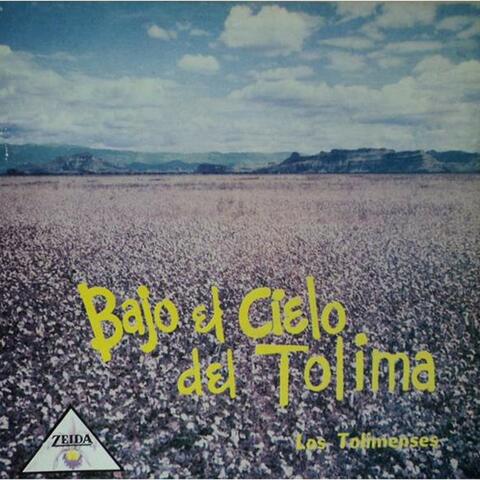 Bajo el Cielo
del Tolima
Los Tolimenses
ZEIDA